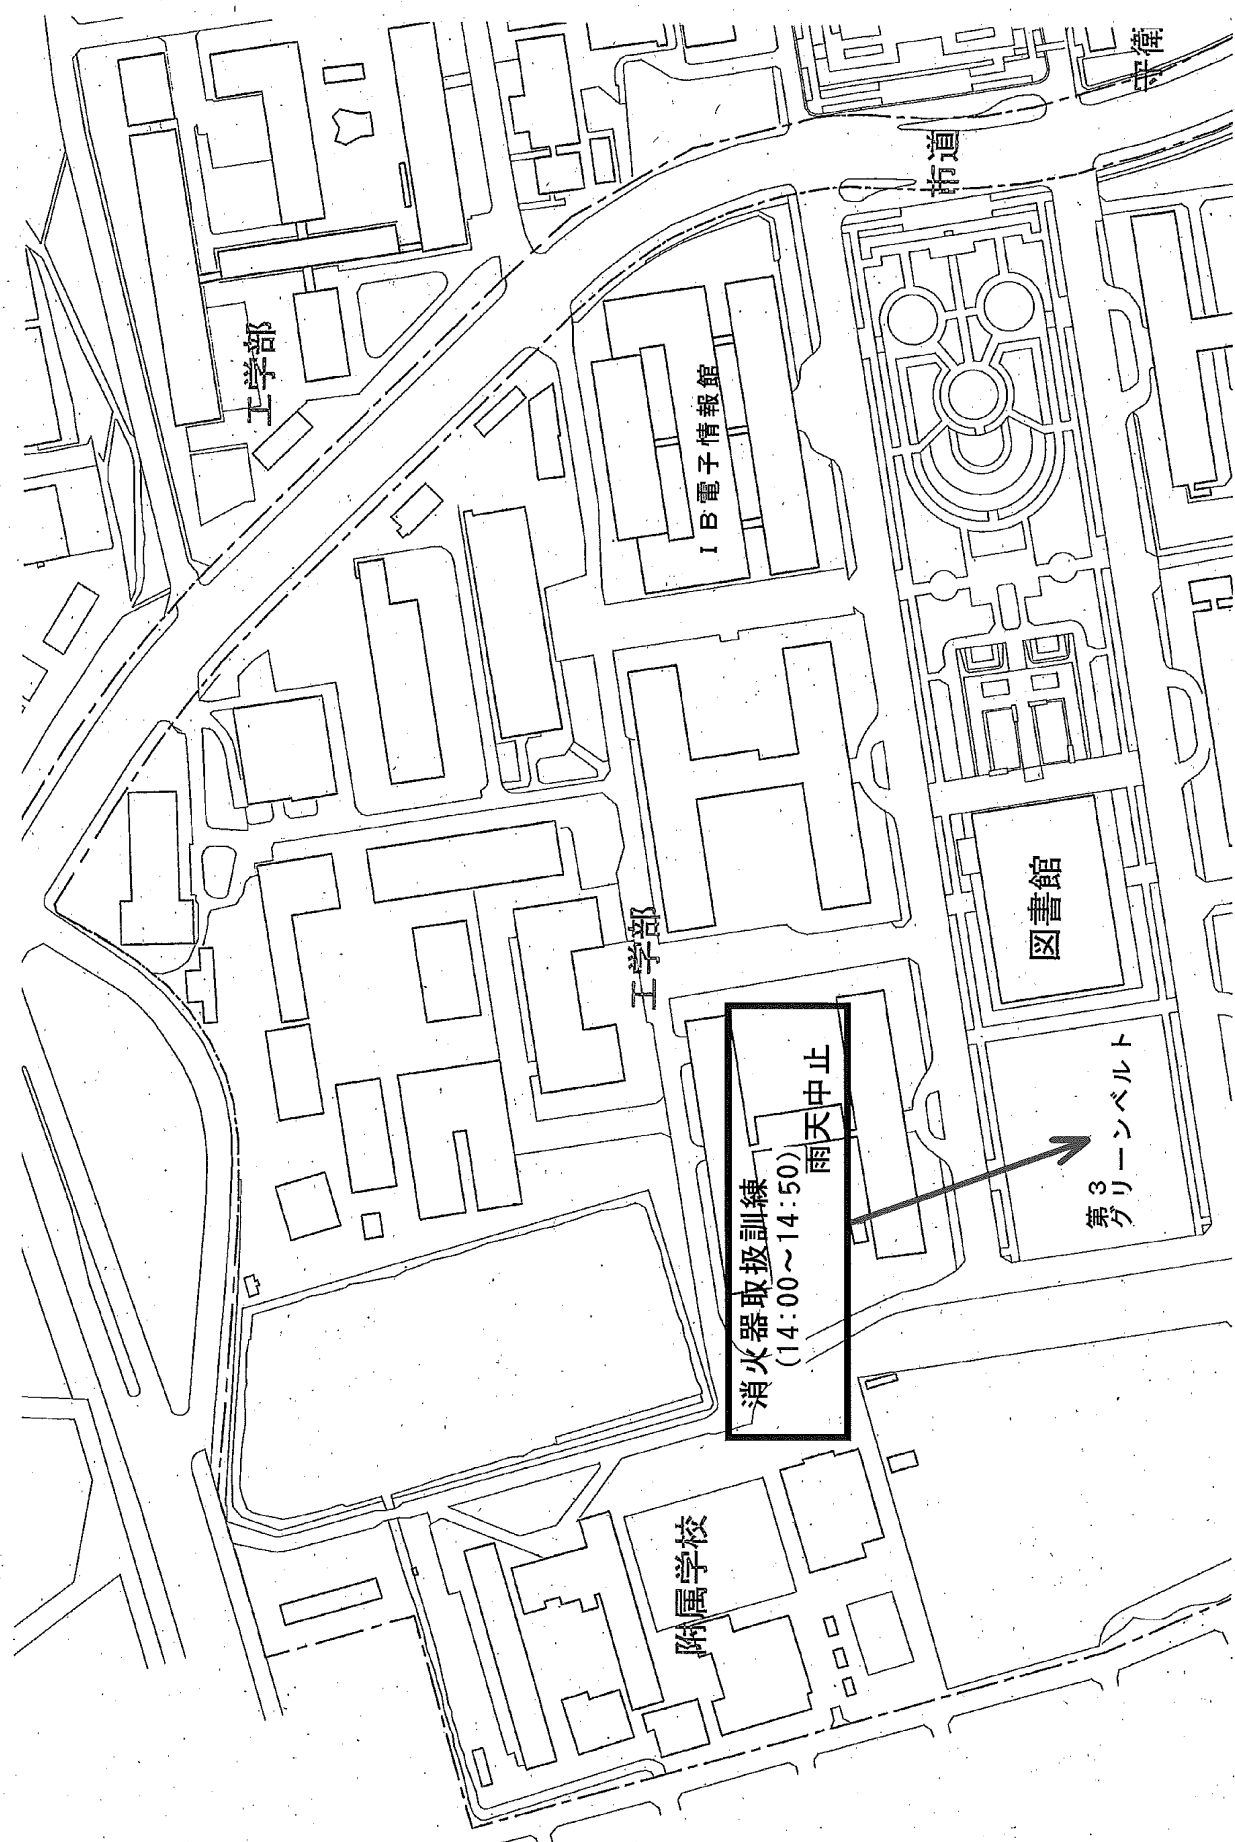 工学部
IB電子情報館
市道
工学部
図書館
消火器取扱訓練
(14:00～14:50)
雨天中止
第3
グリーンベルト
附属学校